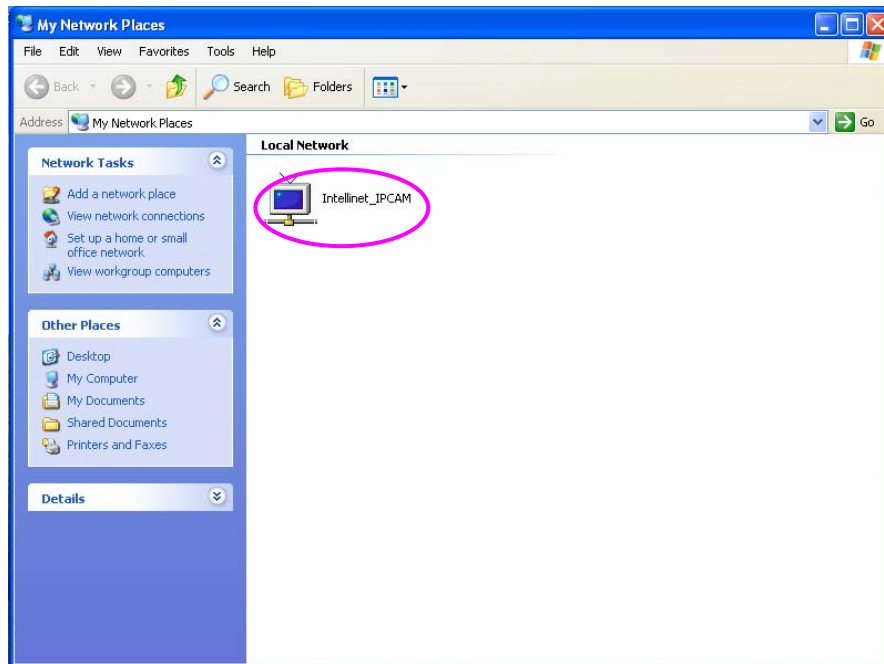 My Network Places
File Edit View Favorites Tools Help
Back Search Folders
Address My Network Places Go
Network Tasks
Add a network place
View network connections
Set up a home or small
office network
View workgroup computers
Other Places
Desktop
My Computer
My Documents
Shared Documents
Printers and Faxes
Details
Local Network
Intellinet_IPCAM